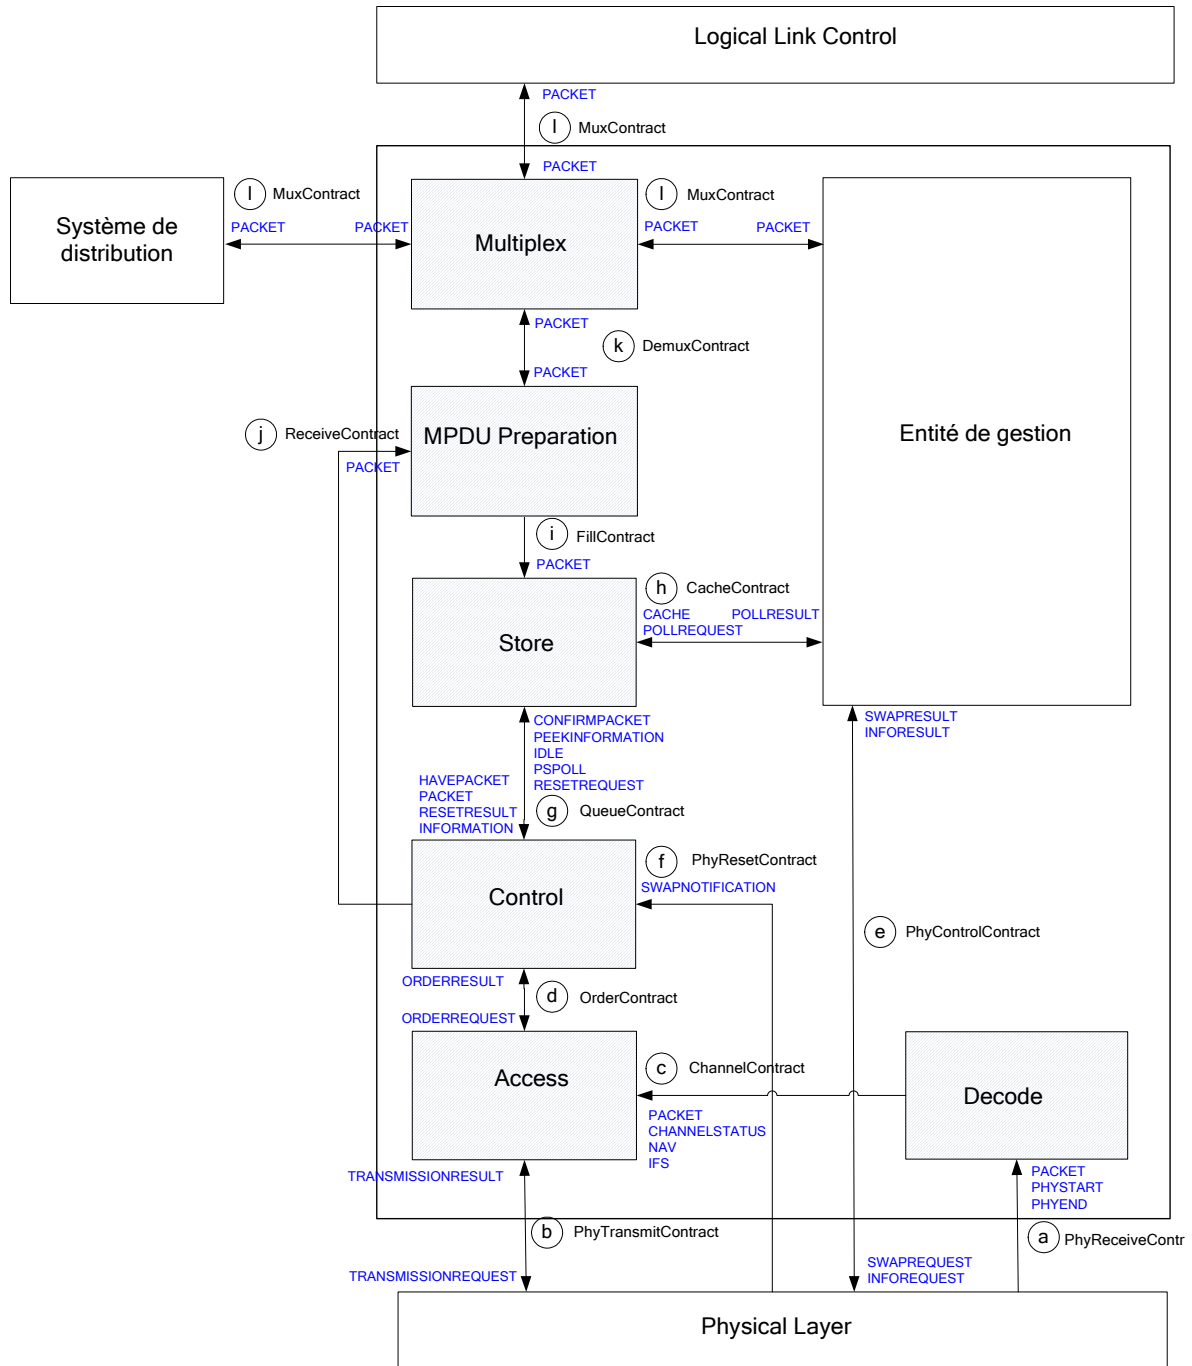 Logical Link Control
PACKET
l MuxContract
PACKET
l MuxContract
l MuxContract
Système de
distribution
PACKET
PACKET
Multiplex
PACKET
PACKET
PACKET
k DemuxContract
PACKET
j ReceiveContract
PACKET
MPDU Preparation
Entité de gestion
i FillContract
PACKET
h CacheContract
CACHE
POLLREQUEST
POLLRESULT
Store
CONFIRMPACKET
PEEKINFORMATION
IDLE
PSPOLL
RESETREQUEST
SWAPRESULT
INFORESULT
HAVEPACKET
PACKET
RESETRESULT
INFORMATION
g QueueContract
f PhyResetContract
SWAPNOTIFICATION
Control
e PhyControlContract
ORDERRESULT
d OrderContract
ORDERREQUEST
Access
c ChannelContract
PACKET
CHANNELSTATUS
NAV
IFS
Decode
TRANSMISSIONRESULT
PACKET
PHYSTART
PHYEND
b PhyTransmitContract
a PhyReceiveContr
TRANSMISSIONREQUEST
SWAPREQUEST
INFOREQUEST
Physical Layer